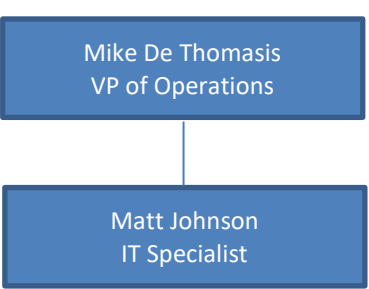 Mike De Thomasis
VP of Operations
Matt Johnson
IT Specialist